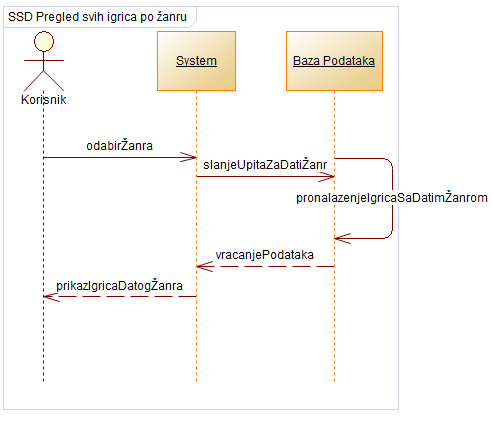 SSD Pregled svih igrica po žanru
System
Baza Podataka
Korisnik
odabirŽanra
slanjeUpitaZaDatiŽanr
pronalazenjeIgricaSaDatimŽanrom
vracanjePodataka
prikazIgricaDatogŽanra